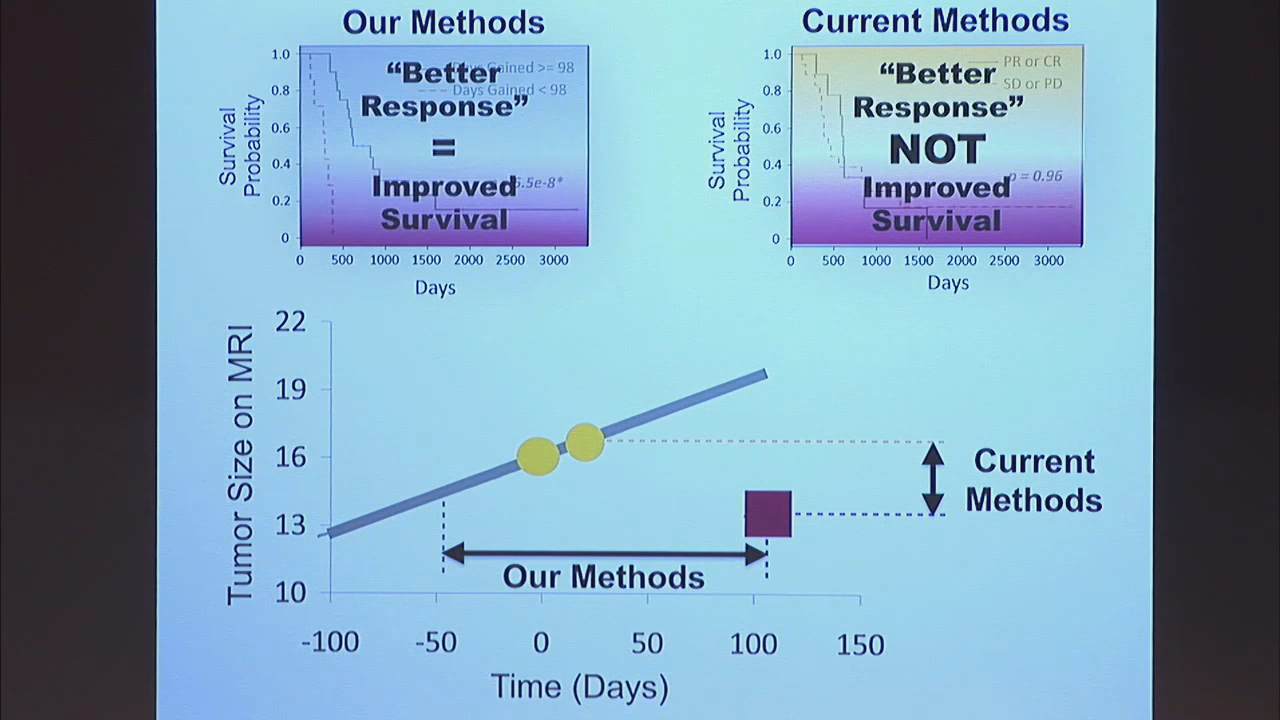 Our Methods
1.0
0.8
0.6
0.4
0.2
0
Survival
Probability
Gained >= 98
Days Gained < 98
"Better
Response"
=
Improved
Survival
.5e-8*
0 500 1000 1500 2000 2500 3000
Days
Current Methods
1.0
0.8
0.6
0.4
0.2
0
Survival
Probability
PR or CR
SD or PD
"Better
Response"
NOT
Improved
Survival
p = 0.96
0 500 1000 1500 2000 2500 3000
Days
Tumor Size on MRI
22
19
16
13
10
Current
Methods
Our Methods
-100 -50 0 50 100 150
Time (Days)